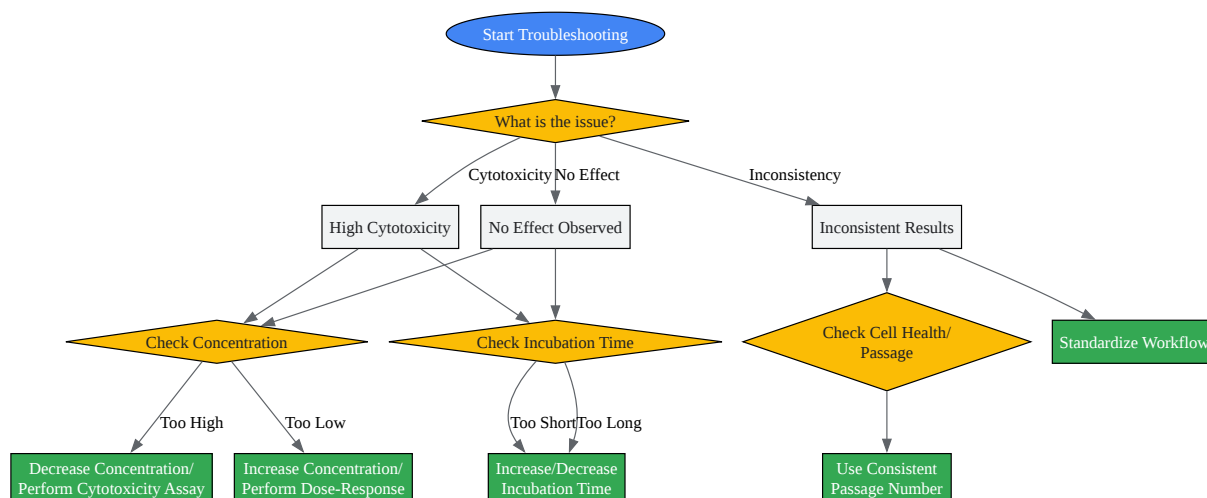 Start Troubleshooting
What is the issue?
Cytotoxicity
No Effect
Inconsistency
High Cytotoxicity
No Effect Observed
Inconsistent Results
Check Concentration
Check Incubation Time
Check Cell Health/
Passage
Standardize Workflow
Too High
Too Low
Too Short
Too Long
Decrease Concentration/
Perform Cytotoxicity Assay
Increase Concentration/
Perform Dose-Response
Increase/Decrease
Incubation Time
Use Consistent
Passage Number